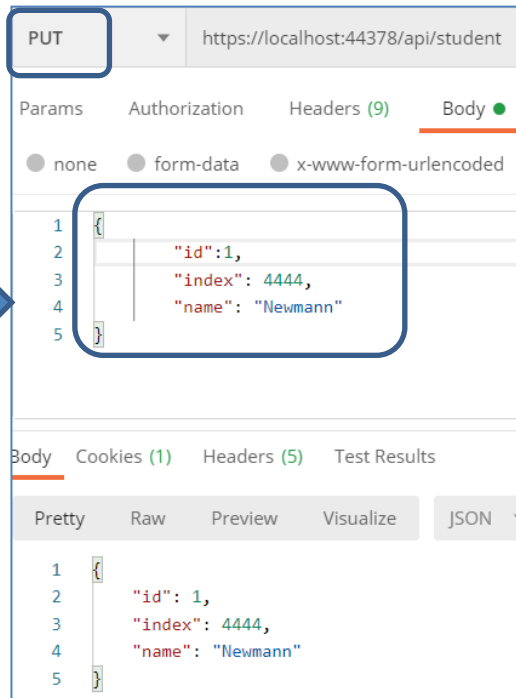 PUT https://localhost:44378/api/student
Params Authorization Headers (9) Body
none form-data x-www-form-urlencoded
1 {
2 "id":1,
3 "index": 4444,
4 "name": "Newmann"
5 }
Body Cookies (1) Headers (5) Test Results
Pretty Raw Preview Visualize JSON
1 {
2 "id": 1,
3 "index": 4444,
4 "name": "Newmann"
5 }